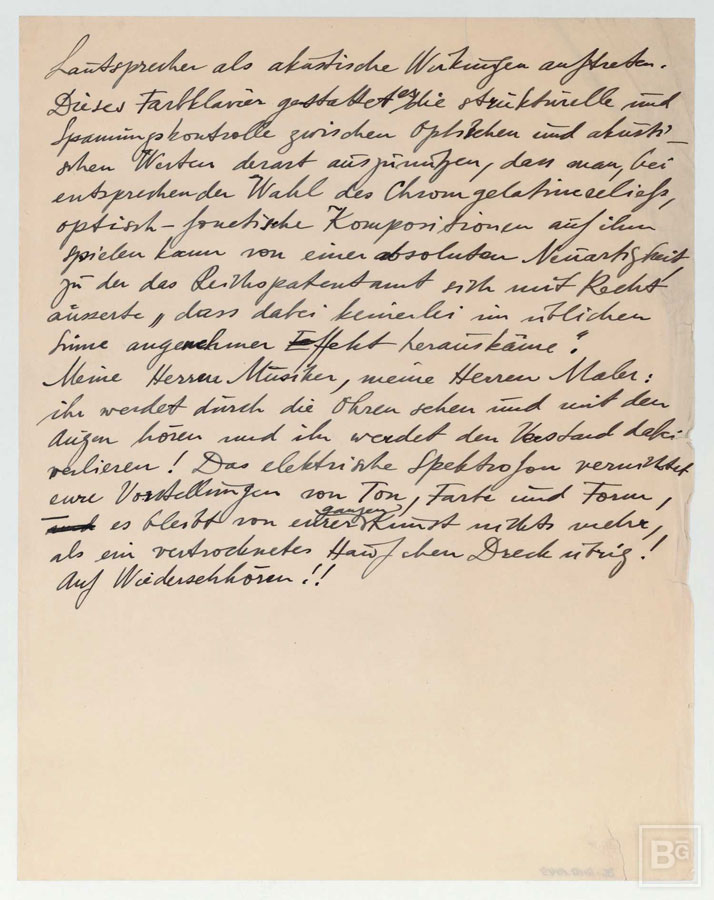 Lautsprecher als akustische Wirkungen auftreten.
Dieses Farbklavier gestattet es, die strukturelle und
Spannungskontrolle zwischen optischen und akusti-
schen Werten derart auszunützen, dass man, bei
entsprechender Wahl des Chromgelatinereliefs,
optisch-fonetische Kompositionen auf ihm
spielen kann von einer absoluten Neuartigkeit,
zu der das Reichspatentamt sich mit Recht
äusserte „dass dabei keinerlei im üblichen
Sinne angenehmer Effekt herauskäme".
Meine Herren Musiker, meine Herren Maler:
ihr werdet durch die Ohren sehen und mit den
Augen hören und ihr werdet den Verstand dabei
verlieren! Das elektrische Spektrofon vernichtet
eure Vorstellungen von Ton, Farbe und Form,
und es bleibt von eurer ganzen Kunst nichts mehr,
als ein vertrocknetes Häufchen Dreck übrig!
Auf Wiedersehhören!!
BG